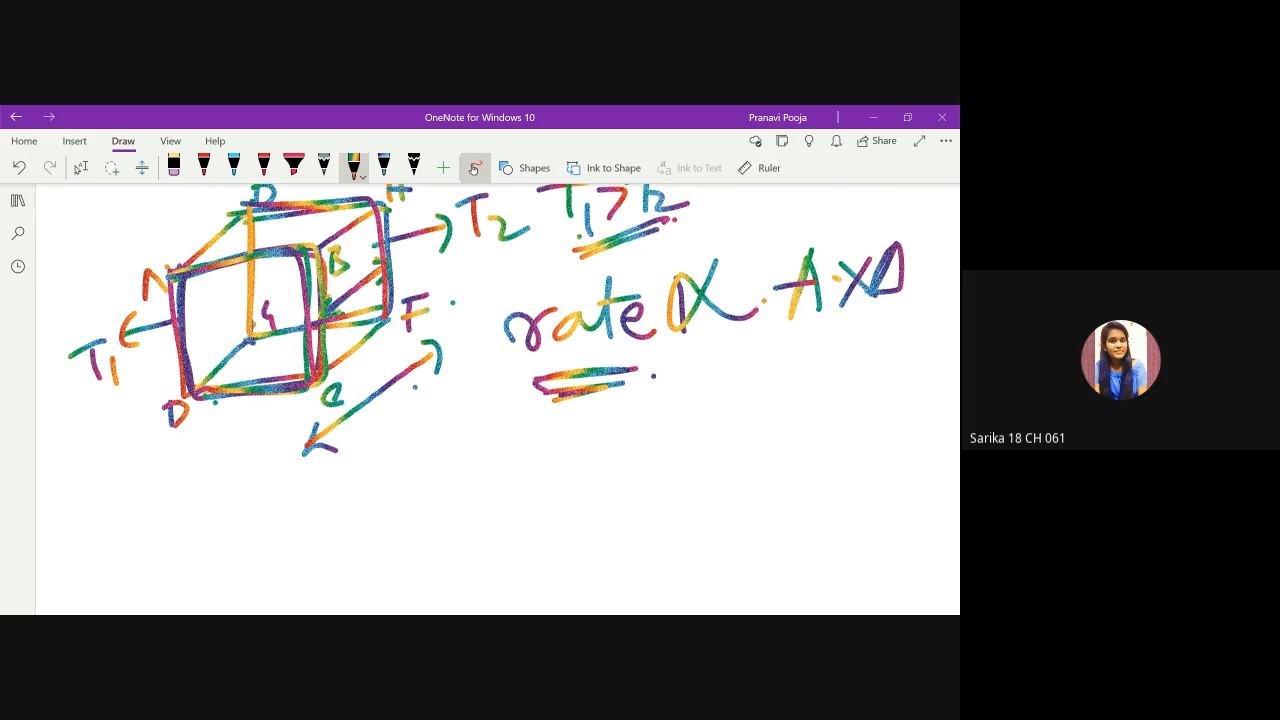 OneNote for Windows 10
Pranavi Pooja
Home Insert Draw View Help
Share
Shapes Ink to Shape Ink to Text Ruler
D H T2 T1 > T2
A B
rate α A × Δ
G F
T1
D C
Sarika 18 CH 061